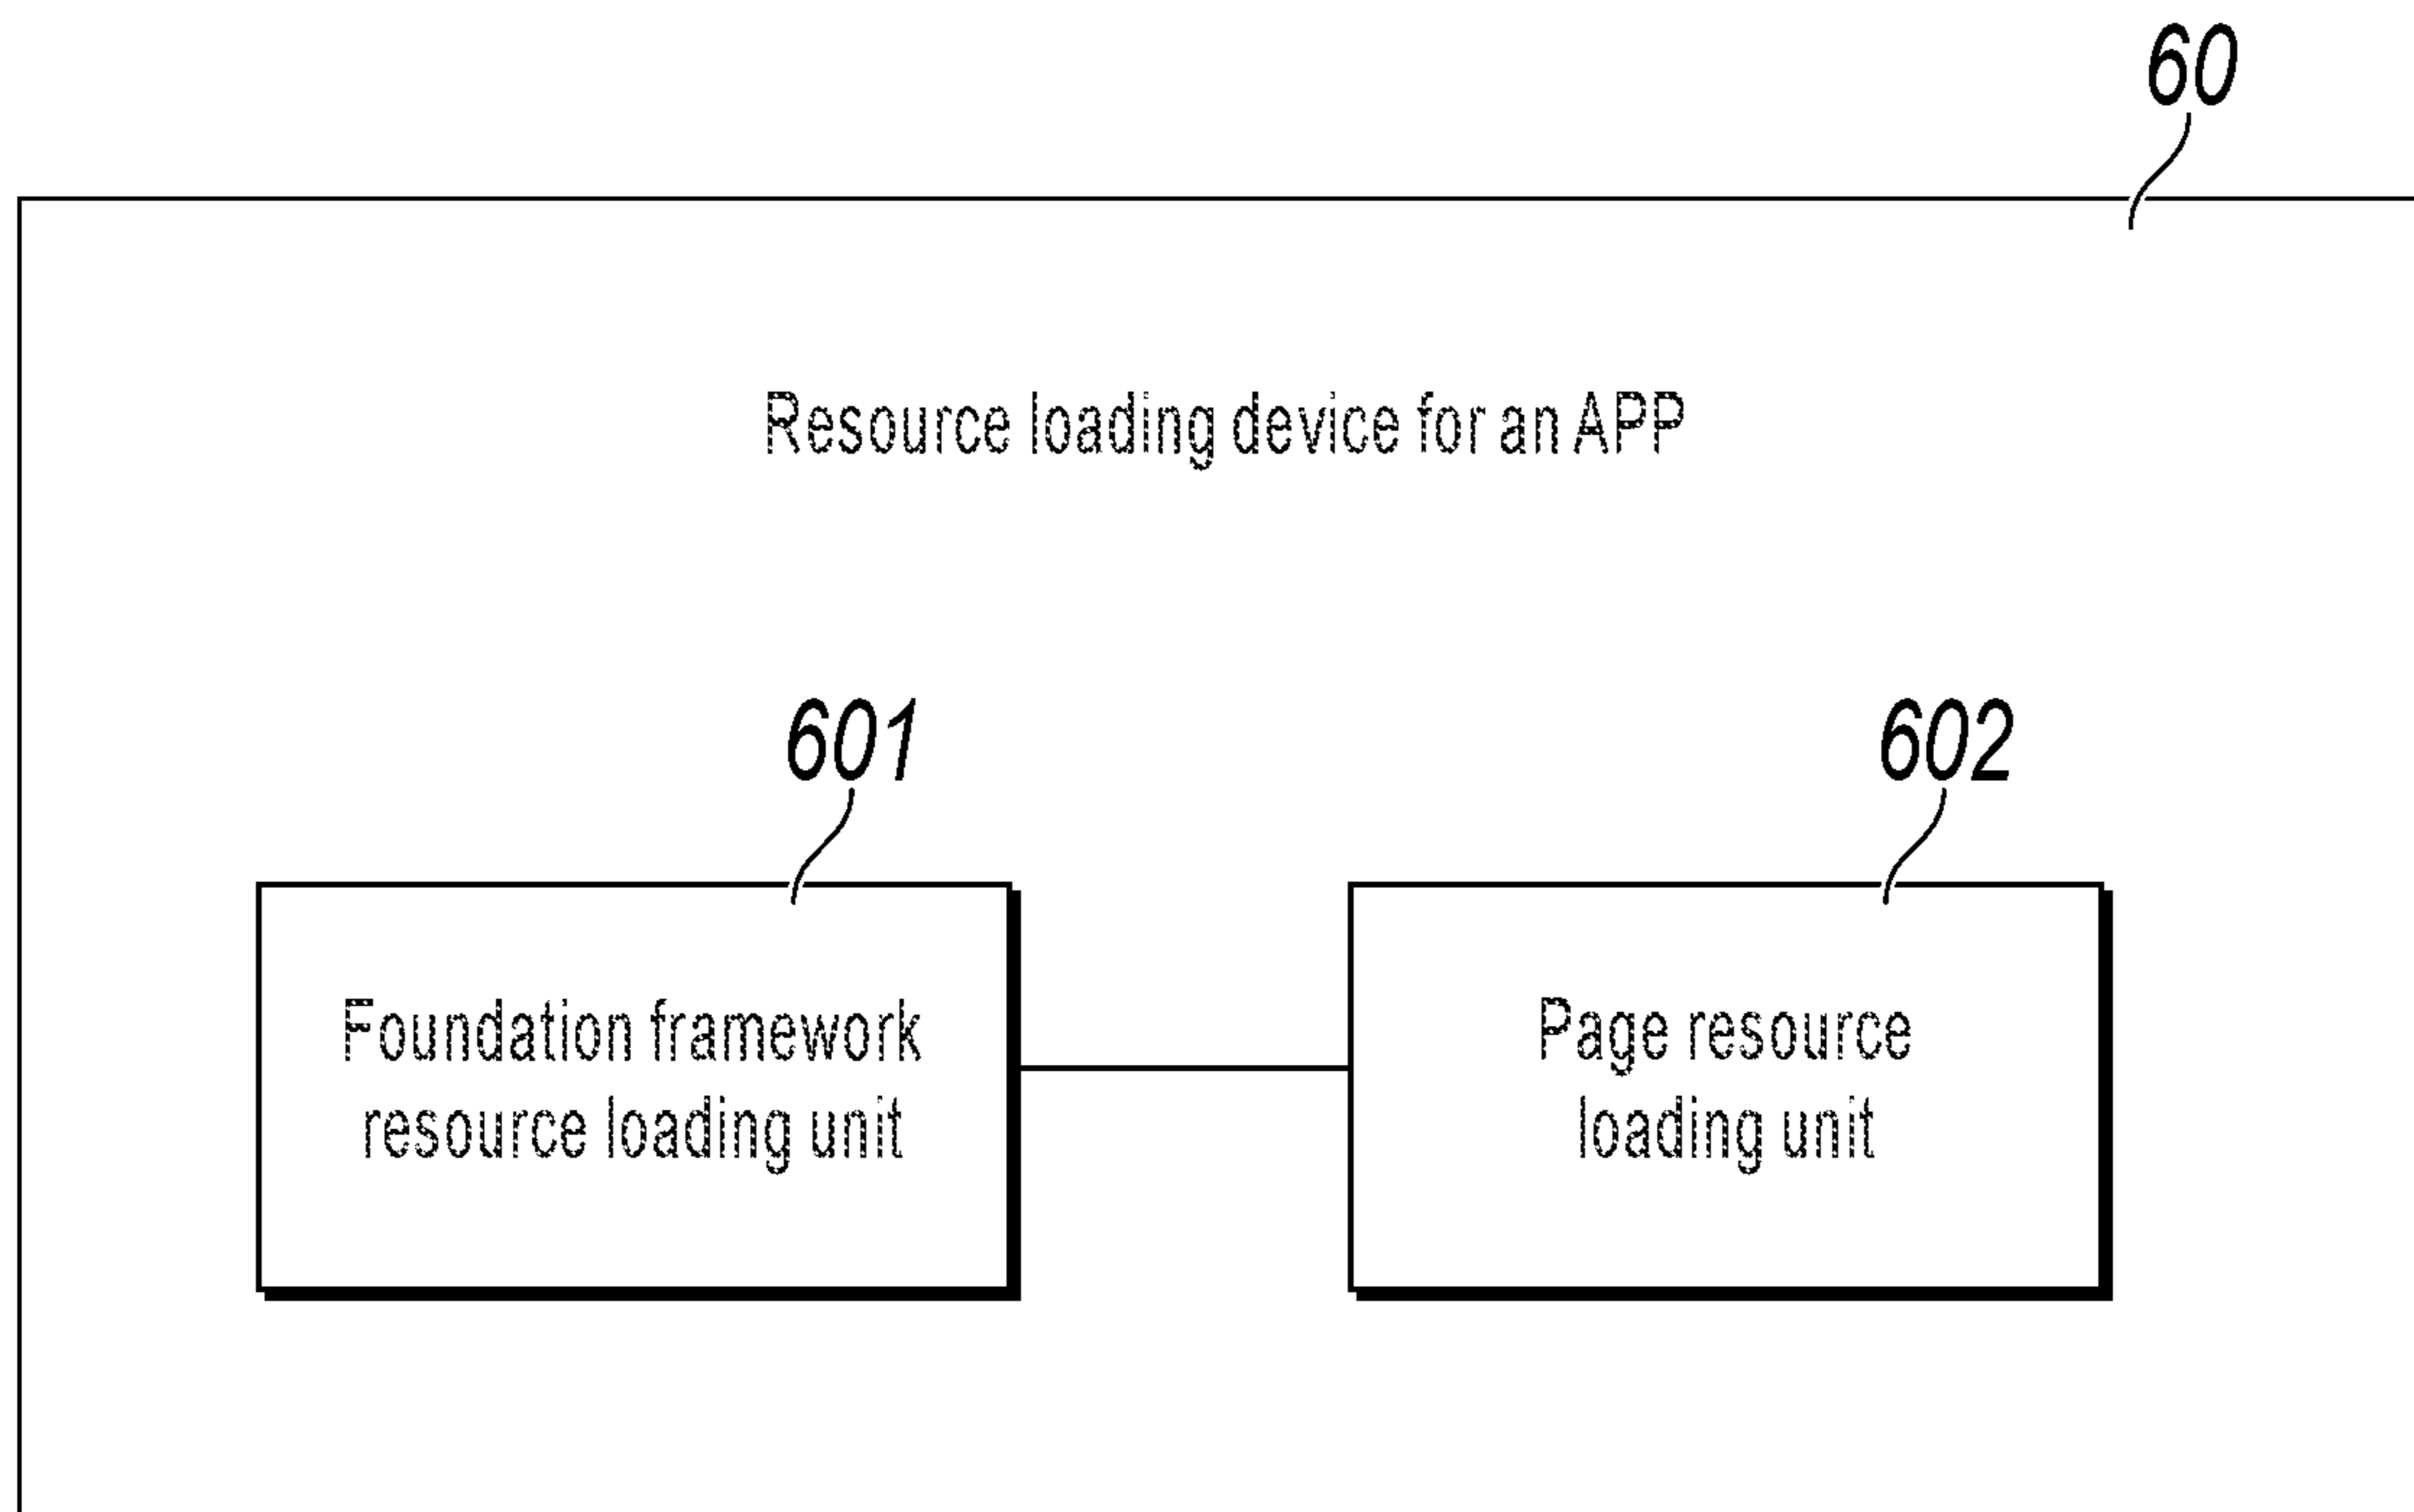 60
Resource loading device for an APP
601
602
Foundation framework
resource loading unit
Page resource
loading unit